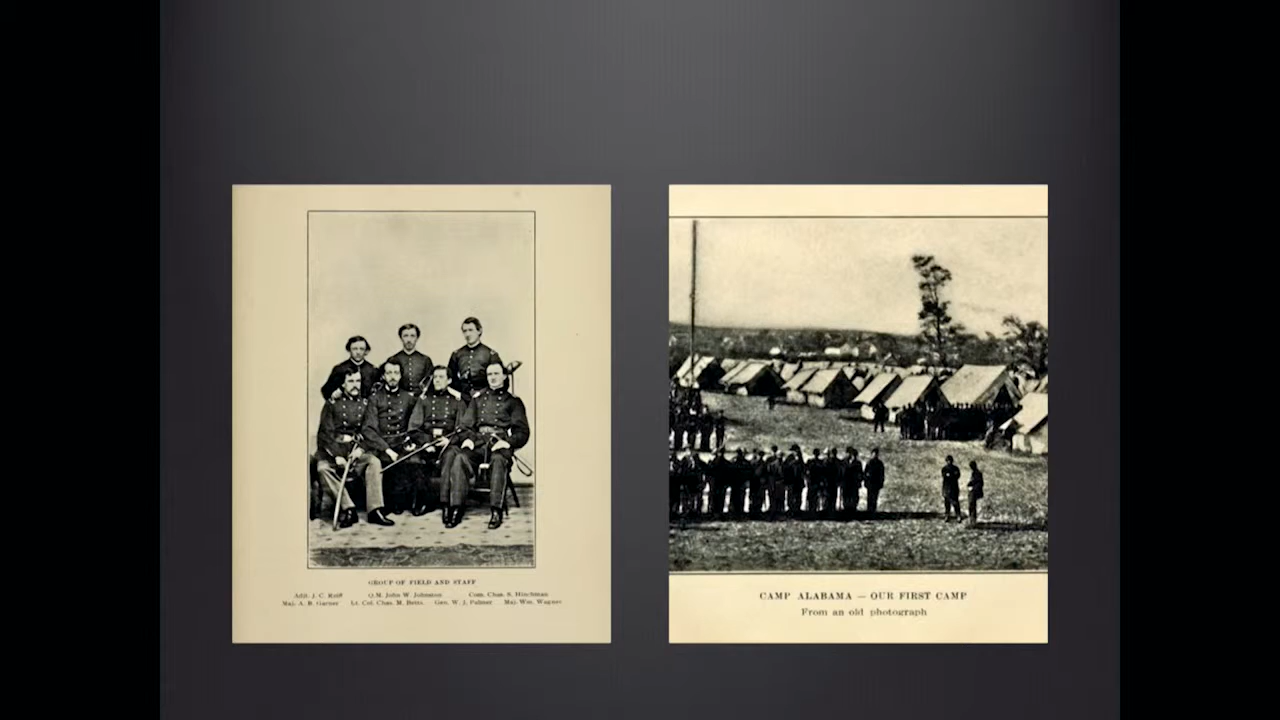 GROUP OF FIELD AND STAFF
Adjt. J. C. Reiff Q.M. John W. Johnston Com. Chas. S. Hinchman
Maj. A. B. Garner Lt. Col. Chas. M. Betts Gen. W. J. Palmer Maj. Wm. Wagner
CAMP ALABAMA — OUR FIRST CAMP
From an old photograph